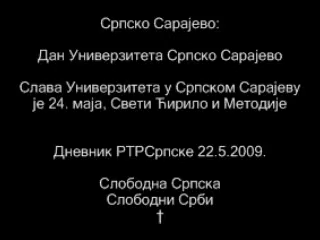 Српско Сарајево:
Дан Универзитета Српско Сарајево
Слава Универзитета у Српском Сарајеву
је 24. маја, Свети Ћирило и Методије
Дневник РТРСрпске 22.5.2009.
Слободна Српска
Слободни Срби
†